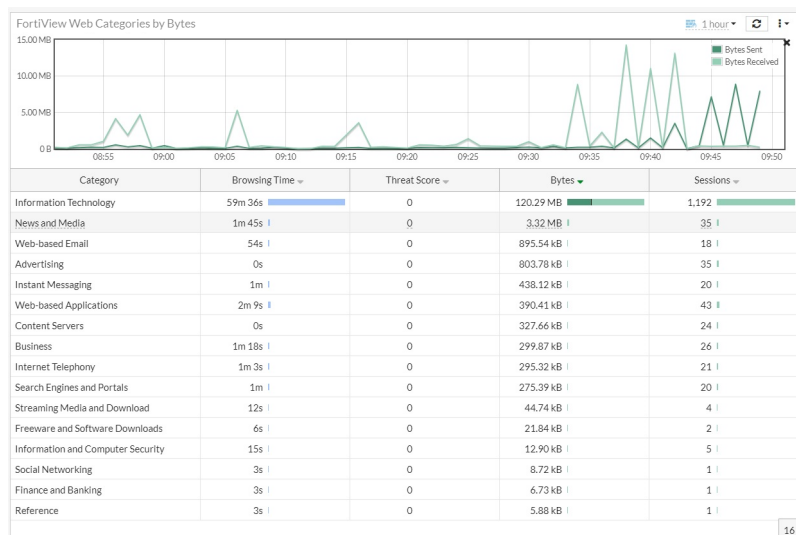 FortiView Web Categories by Bytes
1 hour
15.00 MB
10.00 MB
5.00 MB
0 B
Bytes Sent
Bytes Received
08:55 09:00 09:05 09:10 09:15 09:20 09:25 09:30 09:35 09:40 09:45 09:50
Category Browsing Time Threat Score Bytes Sessions
Information Technology 59m 36s 0 120.29 MB 1,192
News and Media 1m 45s 0 3.32 MB 35
Web-based Email 54s 0 895.54 kB 18
Advertising 0s 0 803.78 kB 35
Instant Messaging 1m 0 438.12 kB 20
Web-based Applications 2m 9s 0 390.41 kB 43
Content Servers 0s 0 327.66 kB 24
Business 1m 18s 0 299.87 kB 26
Internet Telephony 1m 3s 0 295.32 kB 21
Search Engines and Portals 1m 0 275.39 kB 20
Streaming Media and Download 12s 0 44.74 kB 4
Freeware and Software Downloads 6s 0 21.84 kB 2
Information and Computer Security 15s 0 12.90 kB 5
Social Networking 3s 0 8.72 kB 1
Finance and Banking 3s 0 6.73 kB 1
Reference 3s 0 5.88 kB 1
16